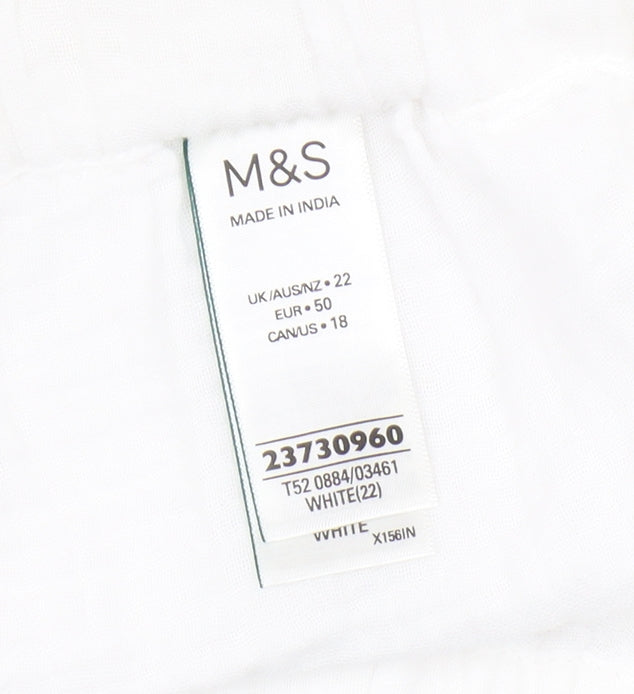 M&S
MADE IN INDIA
UK/AUS/NZ • 22
EUR • 50
CAN/US • 18
23730960
T52 0884/03461
WHITE(22)
WHITE
X156IN